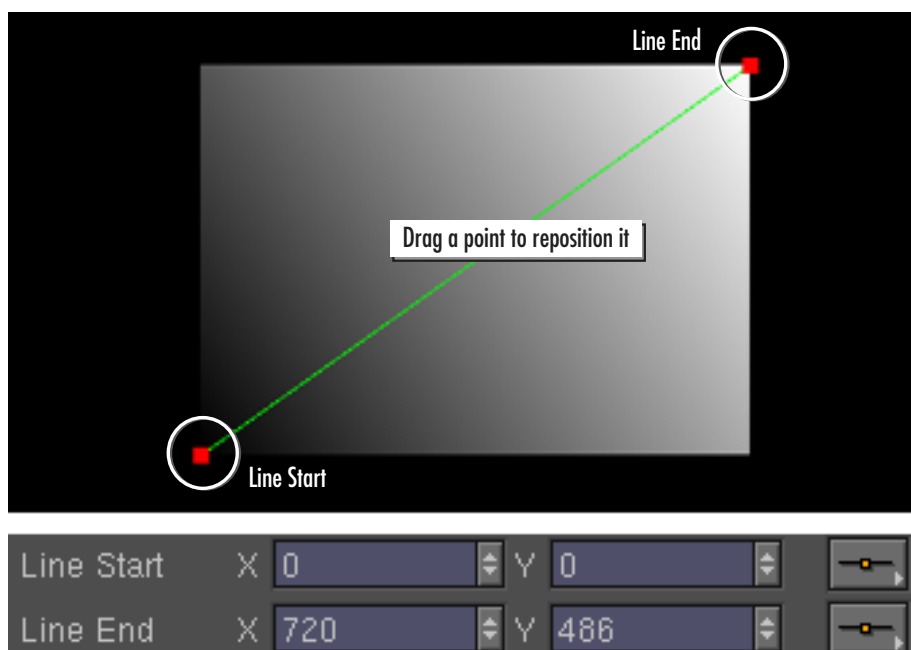 Line End
Drag a point to reposition it
Line Start
Line Start X 0 Y 0
Line End X 720 Y 486